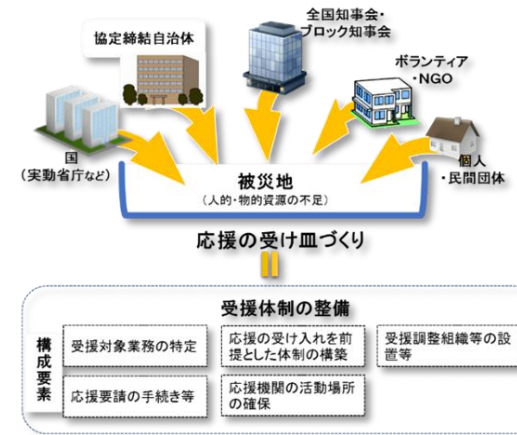 全国知事会・
ブロック知事会
協定締結自治体
ボランティア
・NGO
国
(実動省庁など)
個人
・民間団体
被災地
(人的・物的資源の不足)
応援の受け皿づくり
受援体制の整備
構成要素
受援対象業務の特定
応援の受け入れを前
提とした体制の構築
受援調整組織等の設
置等
応援要請の手続き等
応援機関の活動場所
の確保